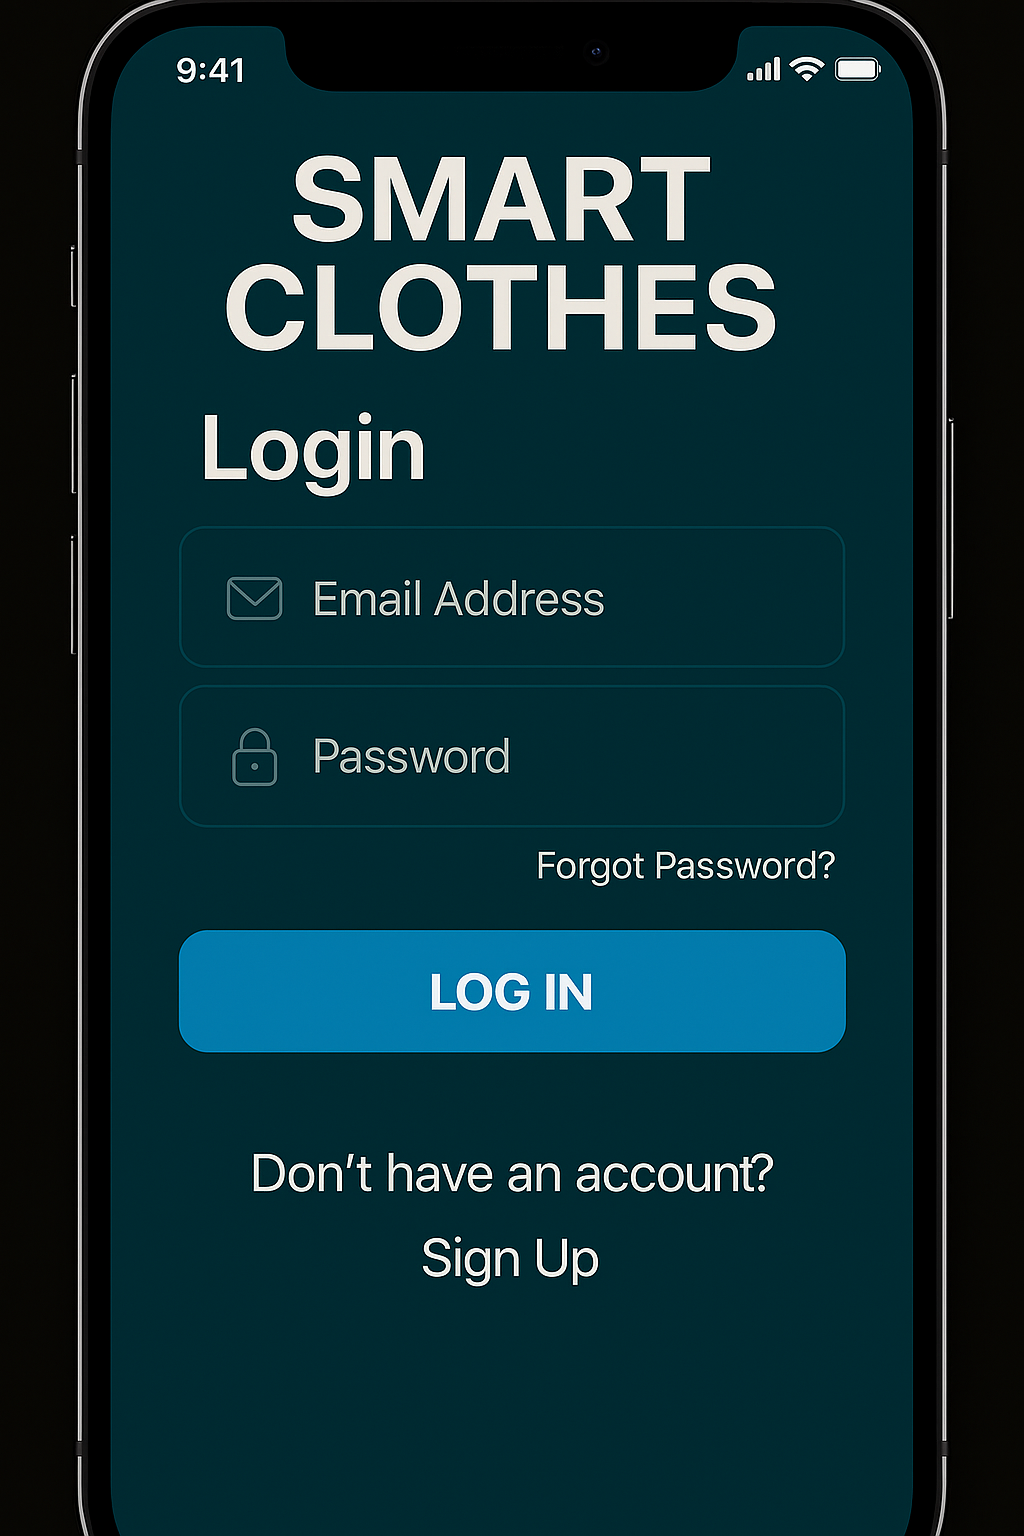 9:41
SMART
CLOTHES
Login
Email Address
Password
Forgot Password?
LOG IN
Don’t have an account?
Sign Up